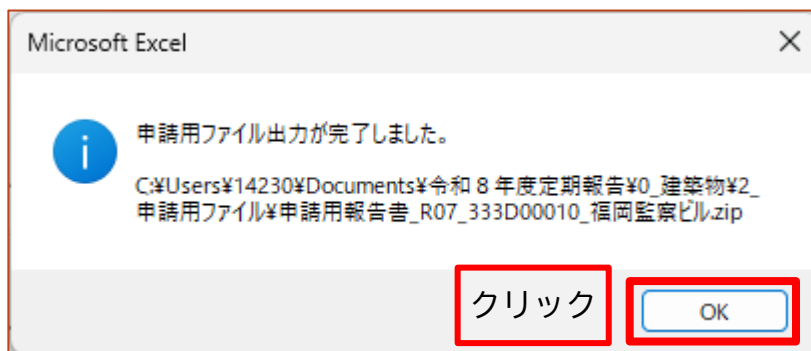 Microsoft Excel
申請用ファイル出力が完了しました。
C:¥Users¥14230¥Documents¥令和８年度定期報告¥0_建築物¥2_
申請用ファイル¥申請用報告書_R07_333D00010_福岡監察ビル.zip
クリック
OK